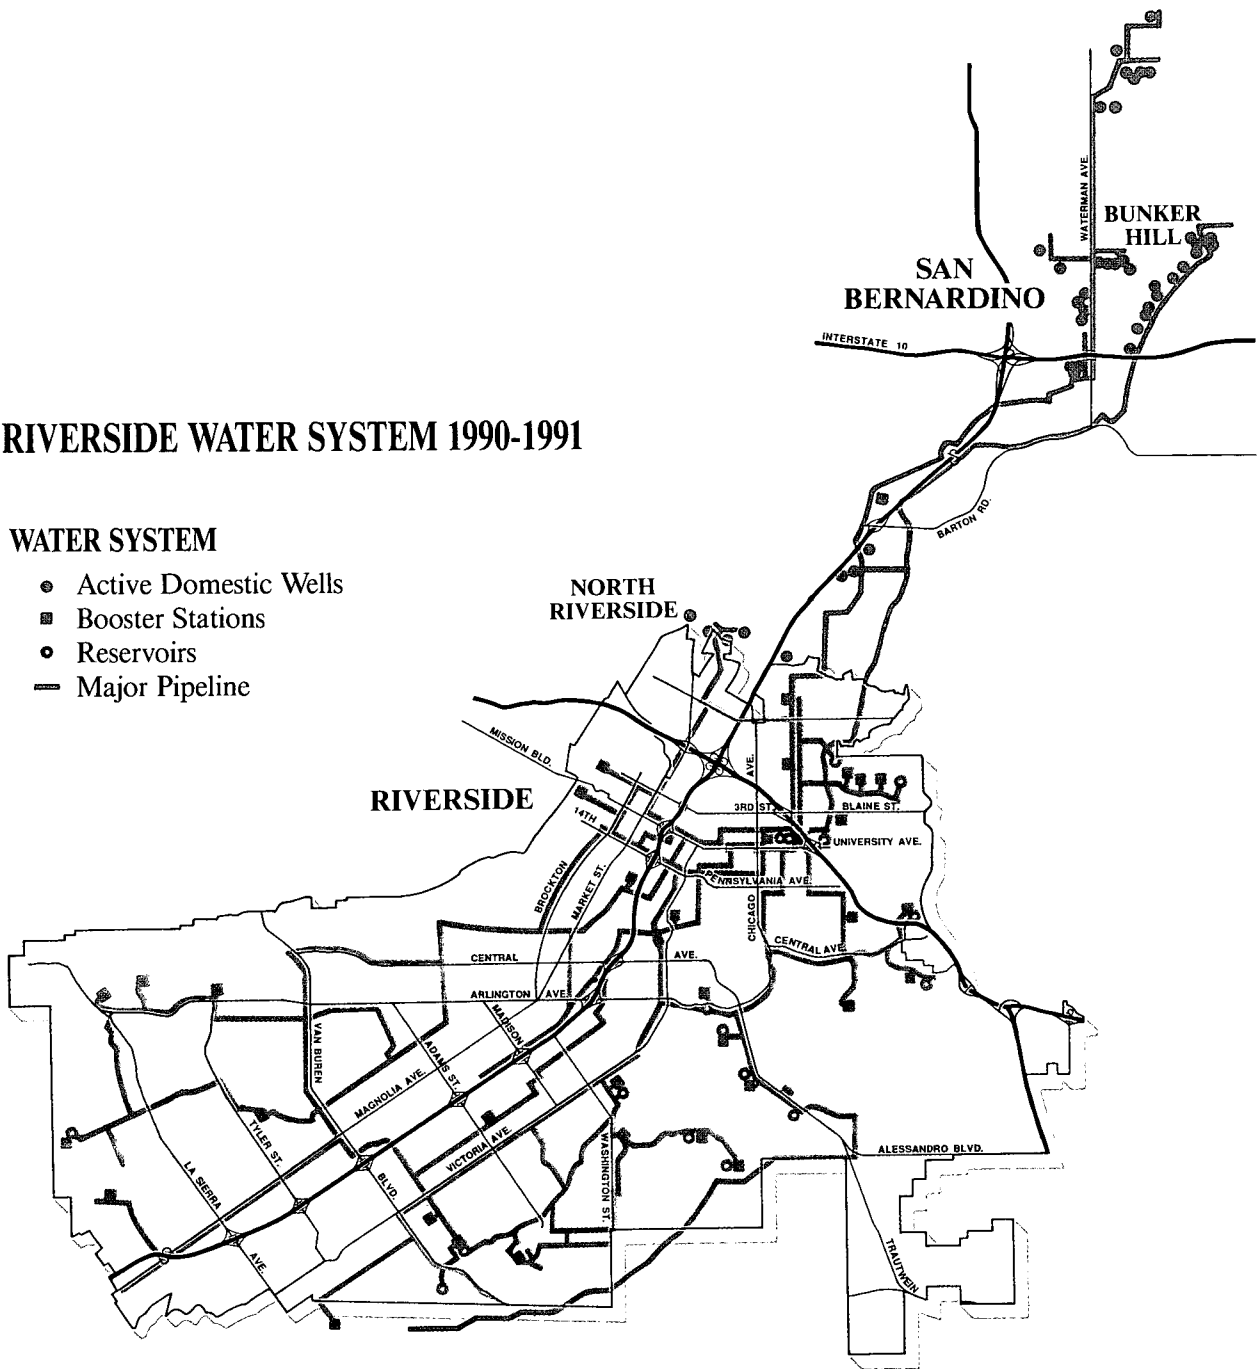 WATERMAN AVE.
BUNKER
HILL
SAN
BERNARDINO
INTERSTATE 10
RIVERSIDE WATER SYSTEM 1990-1991
BARTON RD.
WATER SYSTEM
Active Domestic Wells
Booster Stations
Reservoirs
Major Pipeline
NORTH
RIVERSIDE
MISSION BLD.
RIVERSIDE
AVE.
3RD ST.
BLAINE ST.
14TH
UNIVERSITY AVE.
PENNSYLVANIA AVE.
BROCKTON
MARKET ST.
CHICAGO
CENTRAL AVE.
CENTRAL
AVE.
ARLINGTON AVE.
MADISON
VAN BUREN
ADAMS ST.
MAGNOLIA AVE.
TYLER ST.
VICTORIA AVE.
WASHINGTON ST.
ALESSANDRO BLVD.
LA SIERRA
BLVD.
AVE.
TRAUTWEIN